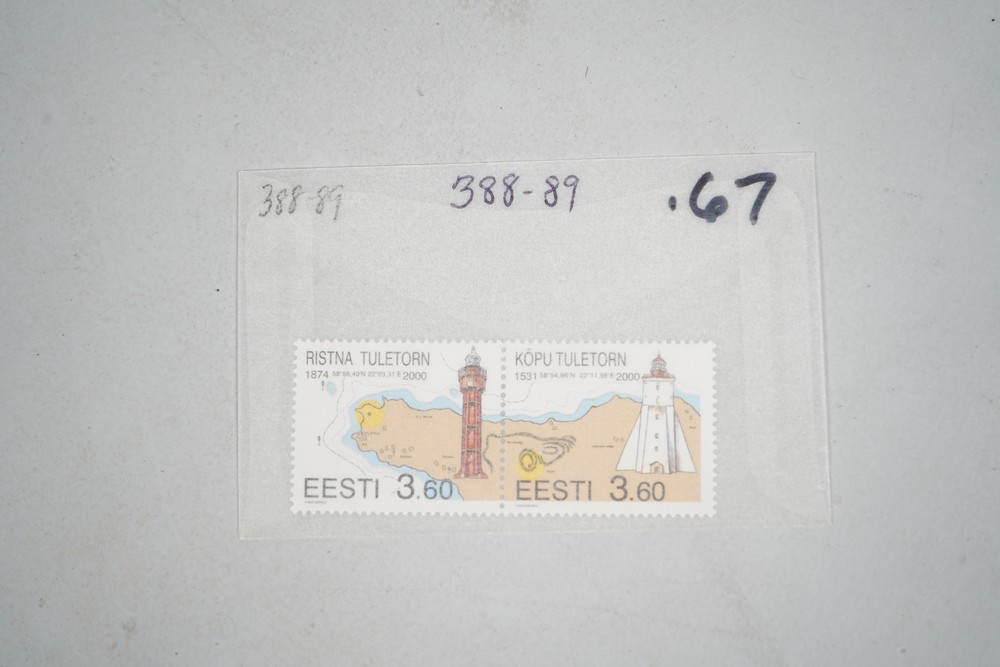 388-89
388-89
.67
RISTNA TULETORN
1874
2000
EESTI 3.60
KÕPU TULETORN
1531
2000
EESTI 3.60